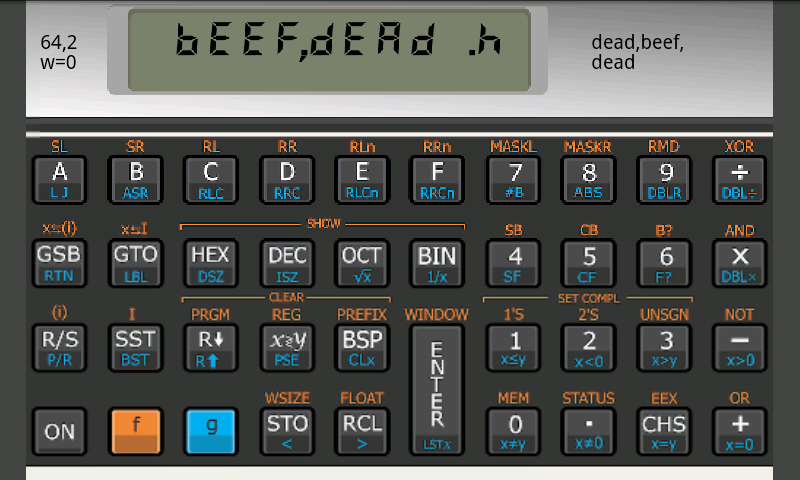 64,2
w=0
bEEF,dEAd .h
dead,beef,
dead
SL SR RL RR RLn RRn MASKL MASKR RMD XOR
A B C D E F 7 8 9 ÷
LJ ASR RLC RRC RLCn RRCn #B ABS DBLR DBL÷
x⇆(i) x⇆I SHOW SB CB B? AND
GSB GTO HEX DEC OCT BIN 4 5 6 X
RTN LBL DSZ ISZ √x 1/x SF CF F? DBLx
CLEAR SET COMPL
(i) I PRGM REG PREFIX WINDOW 1'S 2'S UNSGN NOT
R/S SST R↓ x≷y BSP ENTER 1 2 3 −
P/R BST R↑ PSE CLx x≤y x<0 x>y x>0
WSIZE FLOAT MEM STATUS EEX OR
ON f g STO RCL 0 · CHS +
< > LSTx x≠y x≠0 x=y x=0